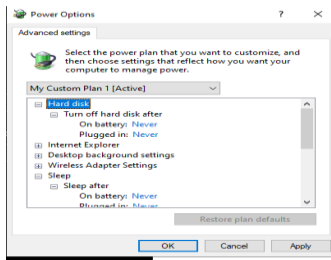 Power Options
Advanced settings
Select the power plan that you want to customize, and
then choose settings that reflect how you want your
computer to manage power.
My Custom Plan 1 [Active]
Hard disk
Turn off hard disk after
On battery: Never
Plugged in: Never
Internet Explorer
Desktop background settings
Wireless Adapter Settings
Sleep
Sleep after
On battery: Never
Plugged in: Never
Restore plan defaults
OK
Cancel
Apply